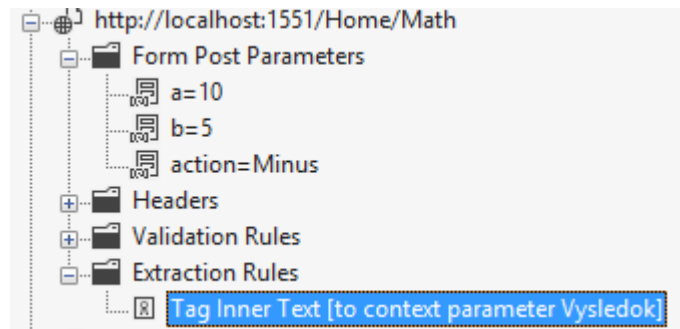 http://localhost:1551/Home/Math
Form Post Parameters
a=10
b=5
action=Minus
Headers
Validation Rules
Extraction Rules
Tag Inner Text [to context parameter Vysledok]